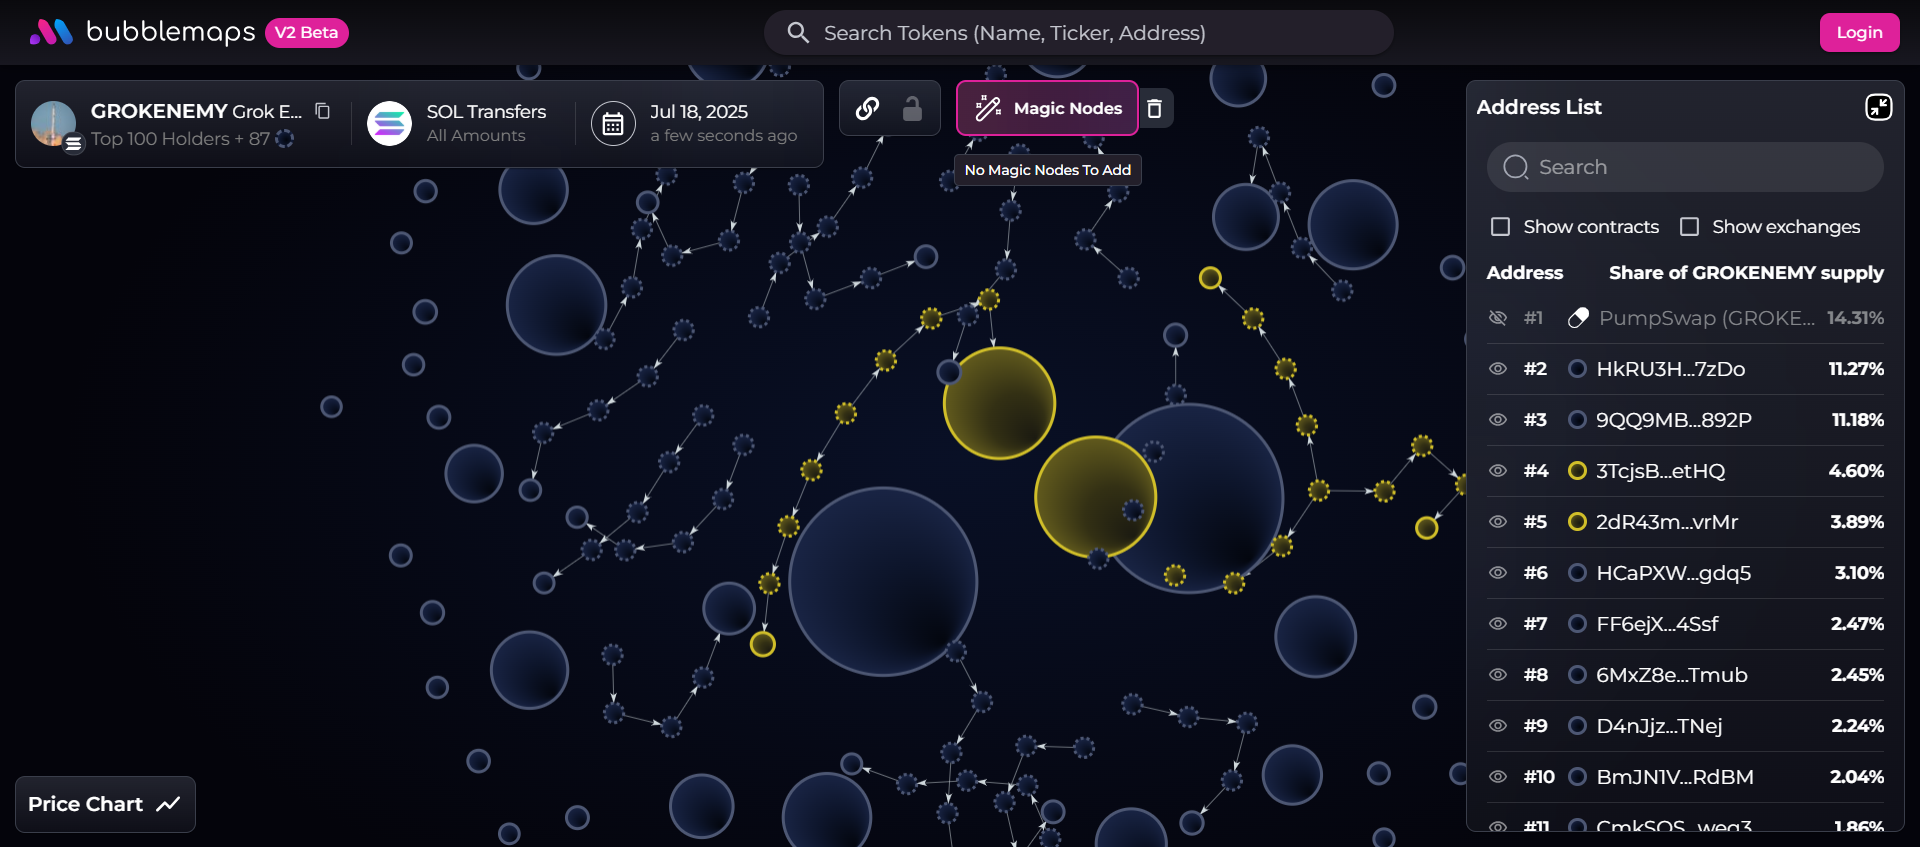 bubblemaps V2 Beta
Search Tokens (Name, Ticker, Address)
Login
GROKENEMY Grok E...
Top 100 Holders + 87
SOL Transfers
All Amounts
Jul 18, 2025
a few seconds ago
Magic Nodes
No Magic Nodes To Add
Address List
Search
Show contracts Show exchanges
Address Share of GROKENEMY supply
#1 PumpSwap (GROKE... 14.31%
#2 HkRU3H...7zDo 11.27%
#3 9QQ9MB...892P 11.18%
#4 3TcjsB...etHQ 4.60%
#5 2dR43m...vrMr 3.89%
#6 HCaPXW...gdq5 3.10%
#7 FF6ejX...4Ssf 2.47%
#8 6MxZ8e...Tmub 2.45%
#9 D4nJjz...TNej 2.24%
#10 BmJN1V...RdBM 2.04%
#11 CmkSQS...weq3 1.86%
Price Chart